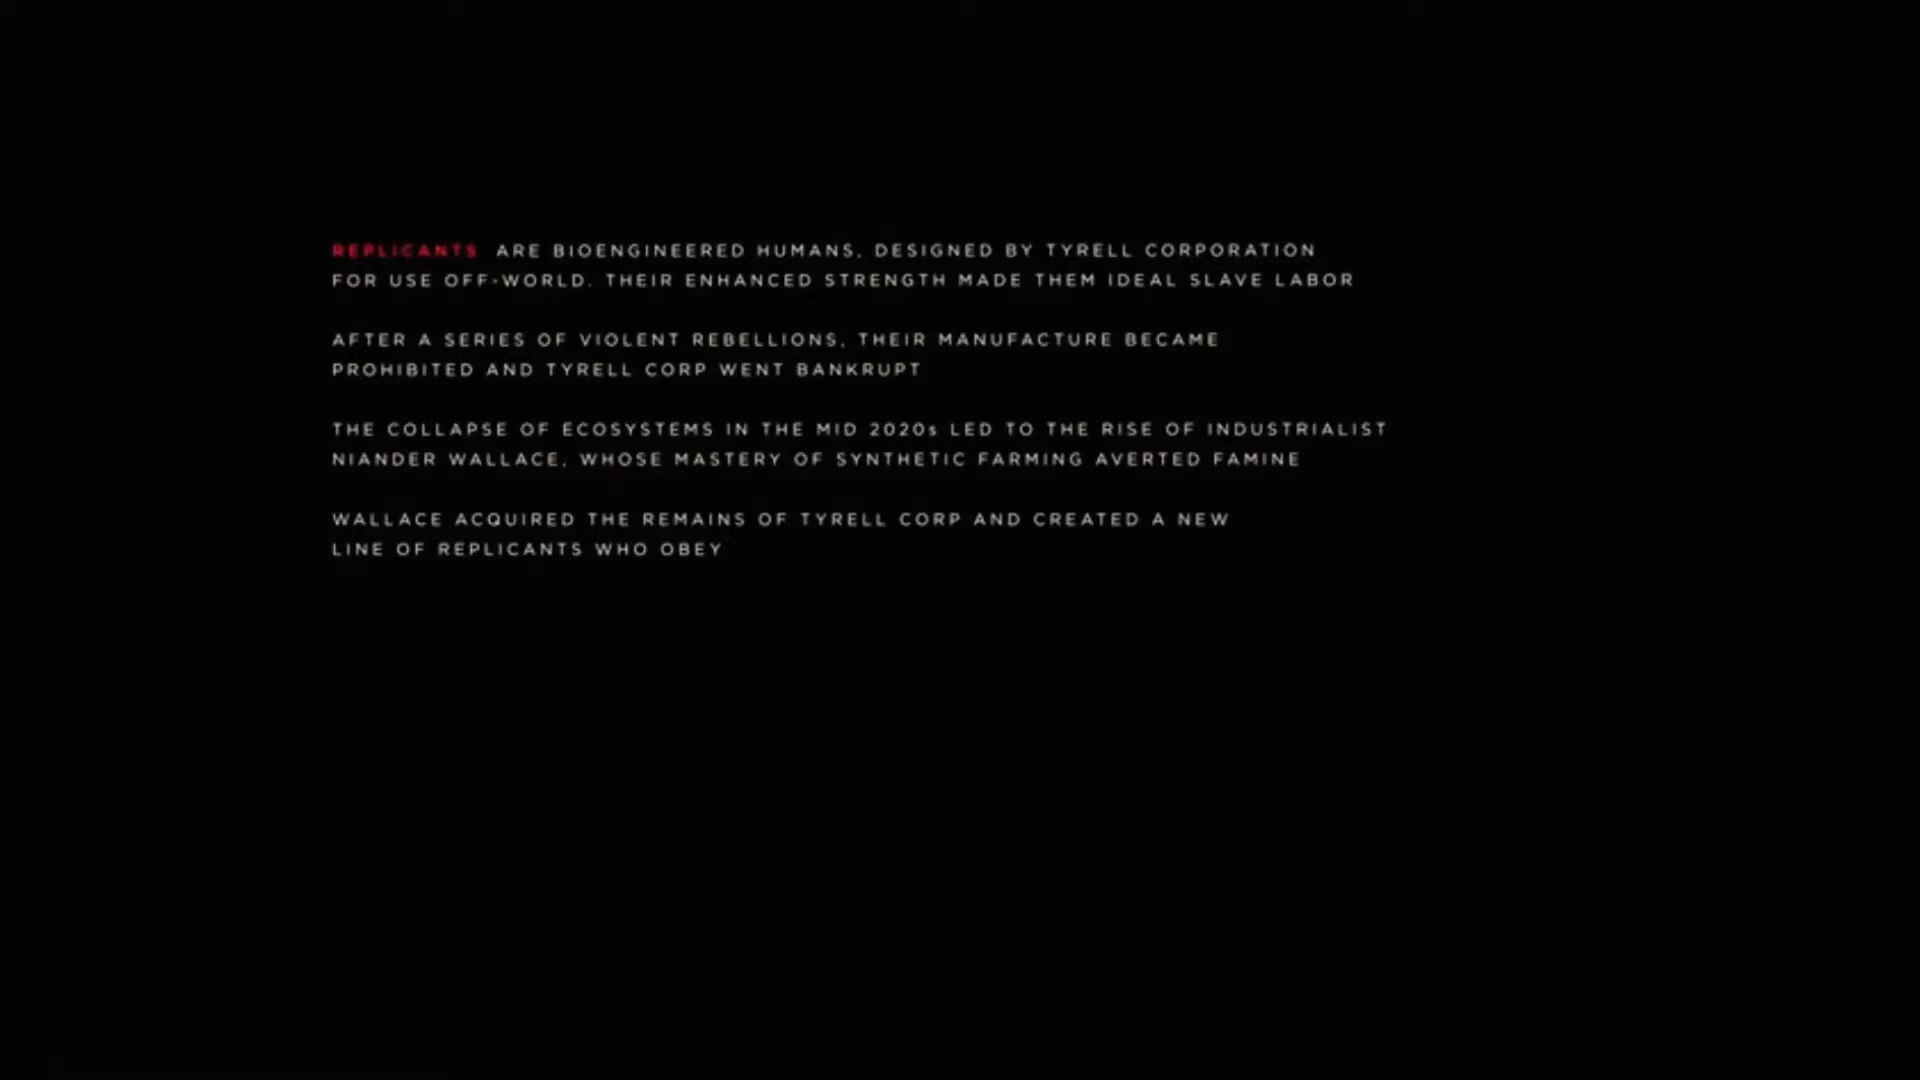 REPLICANTS ARE BIOENGINEERED HUMANS, DESIGNED BY TYRELL CORPORATION
FOR USE OFF-WORLD. THEIR ENHANCED STRENGTH MADE THEM IDEAL SLAVE LABOR
AFTER A SERIES OF VIOLENT REBELLIONS, THEIR MANUFACTURE BECAME
PROHIBITED AND TYRELL CORP WENT BANKRUPT
THE COLLAPSE OF ECOSYSTEMS IN THE MID 2020s LED TO THE RISE OF INDUSTRIALIST
NIANDER WALLACE, WHOSE MASTERY OF SYNTHETIC FARMING AVERTED FAMINE
WALLACE ACQUIRED THE REMAINS OF TYRELL CORP AND CREATED A NEW
LINE OF REPLICANTS WHO OBEY